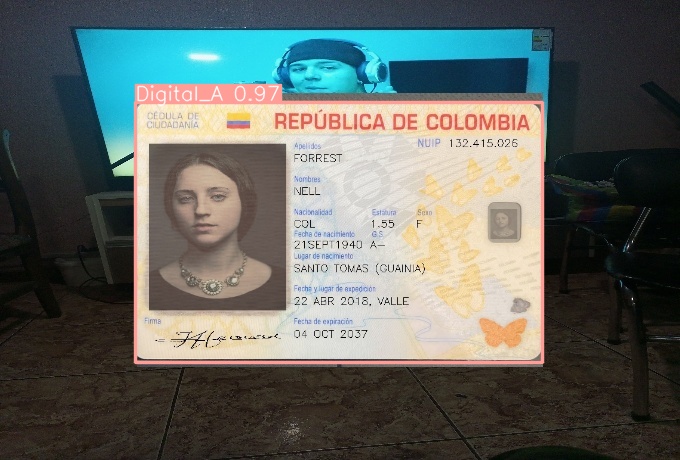 Digital_A 0.97
CÉDULA DE
CIUDADANÍA
REPÚBLICA DE COLOMBIA
NUIP 132.415.026
Apellidos
FORREST
Nombres
NELL
Nacionalidad Estatura Sexo
COL 1.55 F
Fecha de nacimiento G.S.
21SEPT1940 A-
Lugar de nacimiento
SANTO TOMAS (GUAINIA)
Fecha y lugar de expedición
22 ABR 2018, VALLE
Firma
Fecha de expiración
04 OCT 2037